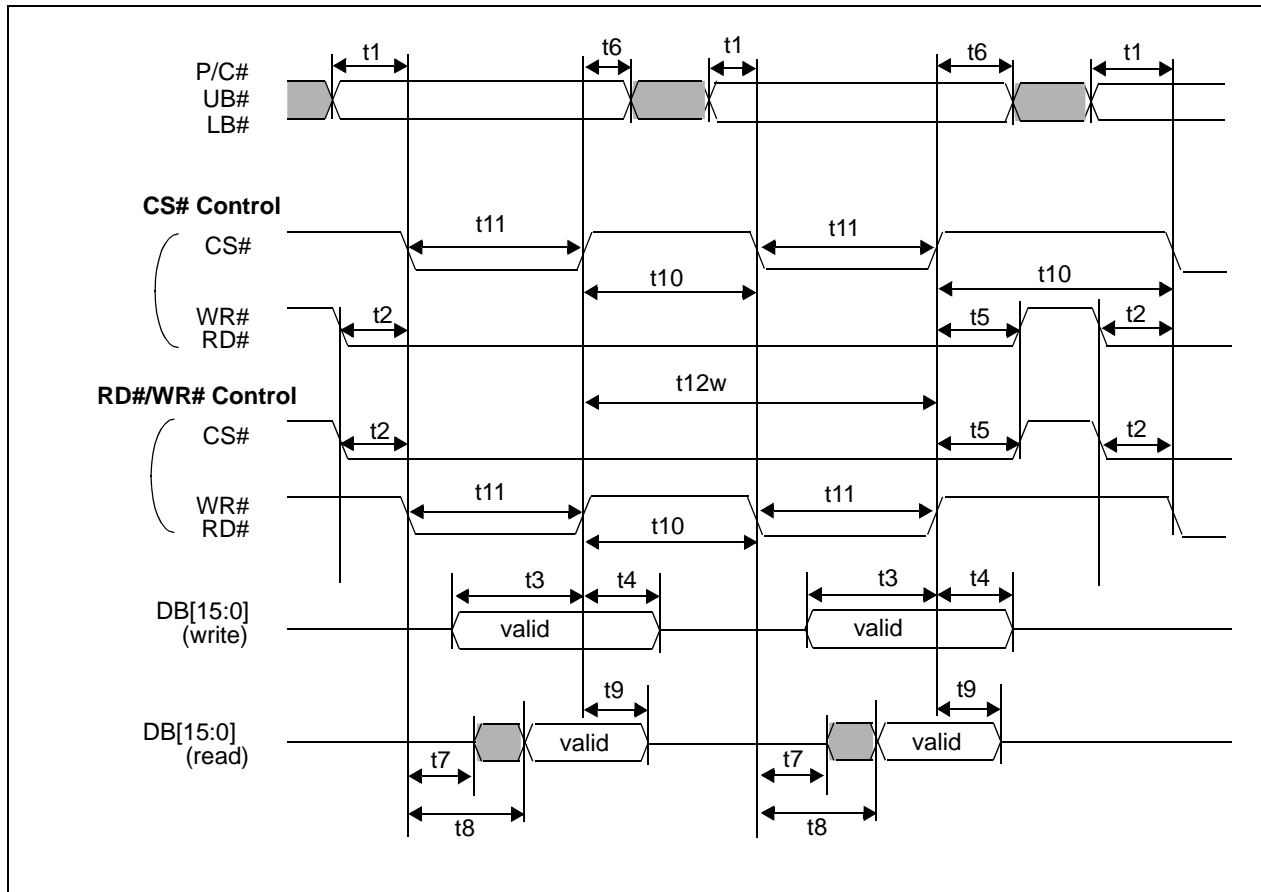 t1 t6 t1 t6 t1
P/C#
UB#
LB#
CS# Control
t11 t11
CS#
t10 t10
WR# t2 t5 t2
RD#
t12w
RD#/WR# Control
t2 t5 t2
CS#
t11 t11
WR#
RD# t10
t3 t4 t3 t4
DB[15:0]
(write) valid valid
t9 t9
DB[15:0]
(read) valid valid
t7 t7
t8 t8